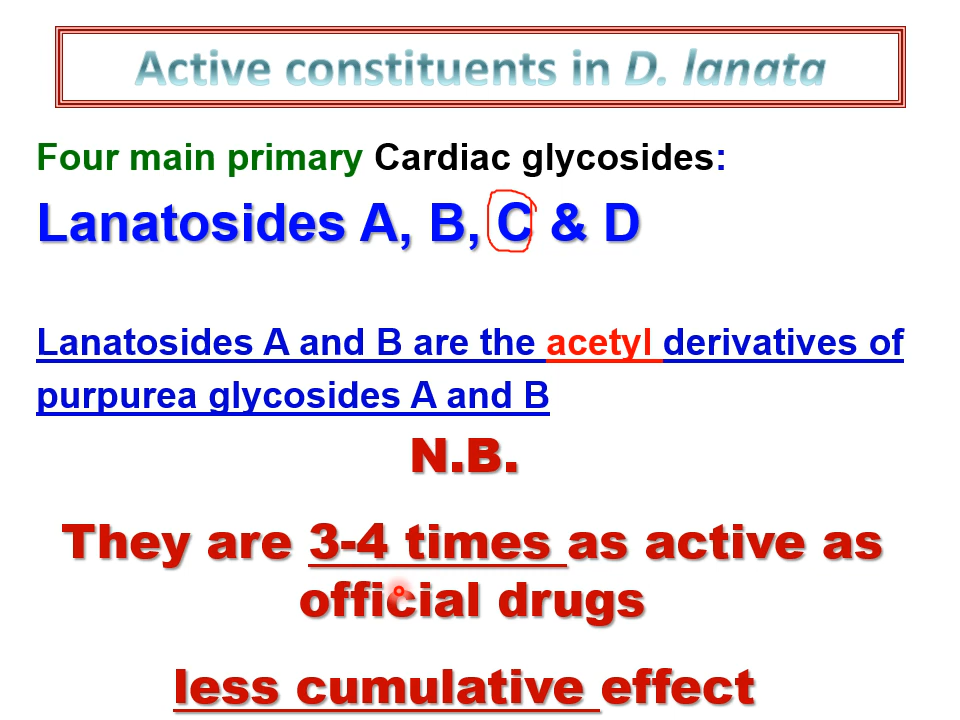 Active constituents in D. lanata
Four main primary Cardiac glycosides:
Lanatosides A, B, C & D
Lanatosides A and B are the acetyl derivatives of
purpurea glycosides A and B
N.B.
They are 3-4 times as active as
official drugs
less cumulative effect